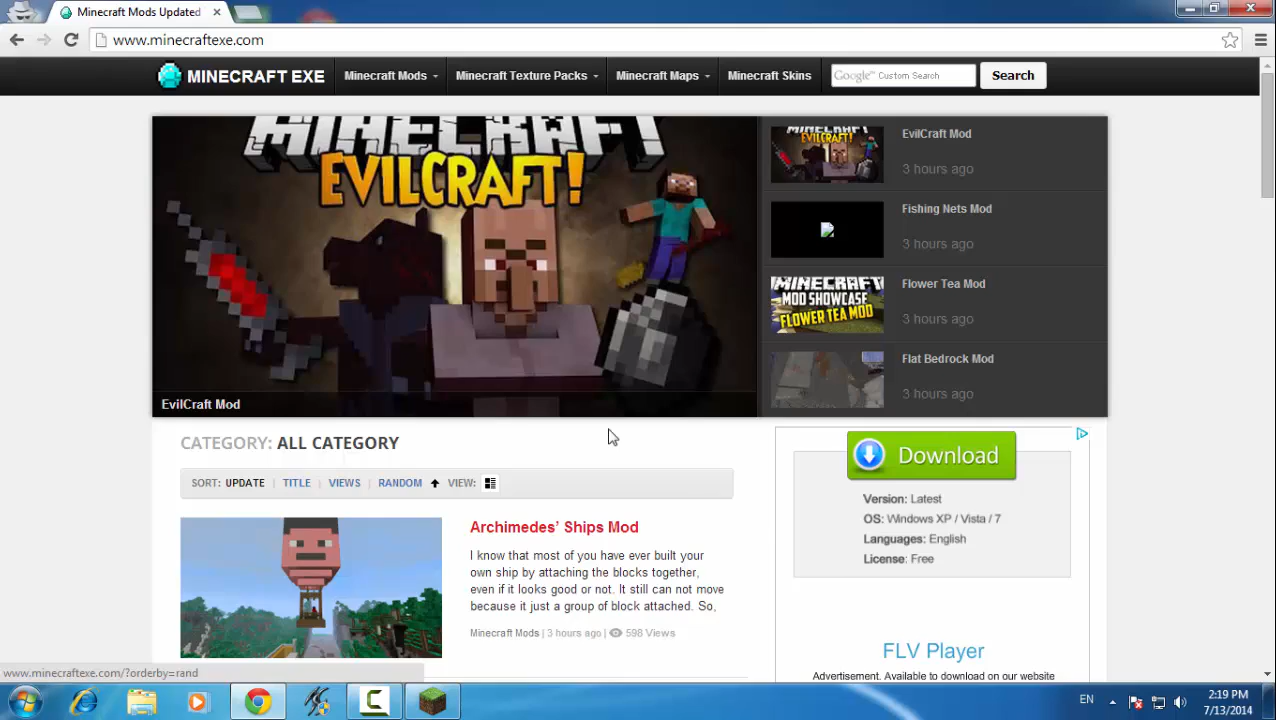 Minecraft Mods Updated
www.minecraftexe.com
MINECRAFT EXE
Minecraft Mods
Minecraft Texture Packs
Minecraft Maps
Minecraft Skins
Google™ Custom Search
Search
MINECRAFT
EVILCRAFT!
EvilCraft Mod
MINECRAFT
EVILCRAFT!
EvilCraft Mod
3 hours ago
Fishing Nets Mod
3 hours ago
MINECRAFT
MOD SHOWCASE
FLOWER TEA MOD
Flower Tea Mod
3 hours ago
Flat Bedrock Mod
3 hours ago
CATEGORY: ALL CATEGORY
SORT: UPDATE | TITLE | VIEWS | RANDOM VIEW:
Archimedes' Ships Mod
I know that most of you have ever built your
own ship by attaching the blocks together,
even if it looks good or not. It still can not move
because it just a group of block attached. So,
Minecraft Mods | 3 hours ago | 598 Views
Download
Version: Latest
OS: Windows XP / Vista / 7
Languages: English
License: Free
FLV Player
Advertisement. Available to download on our website
www.minecraftexe.com/?orderby=rand
EN
2:19 PM
7/13/2014